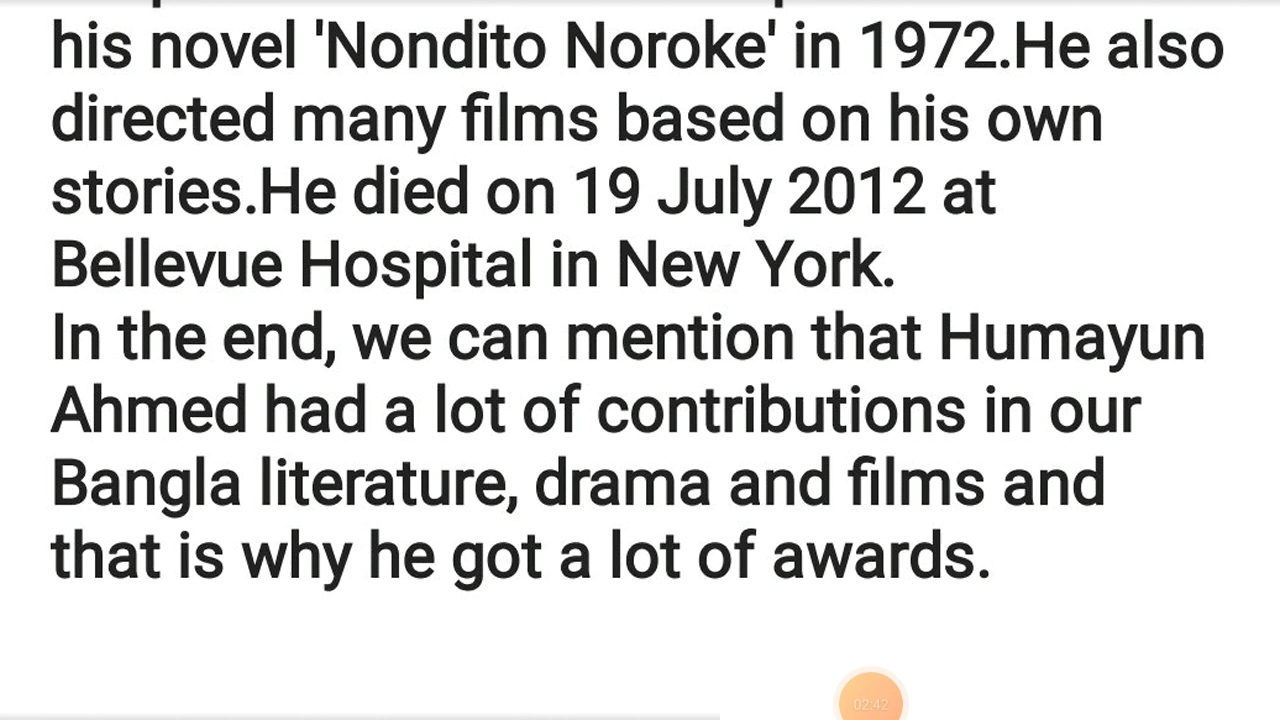 his novel 'Nondito Noroke' in 1972.He also
directed many films based on his own
stories.He died on 19 July 2012 at
Bellevue Hospital in New York.
In the end, we can mention that Humayun
Ahmed had a lot of contributions in our
Bangla literature, drama and films and
that is why he got a lot of awards.
02:42